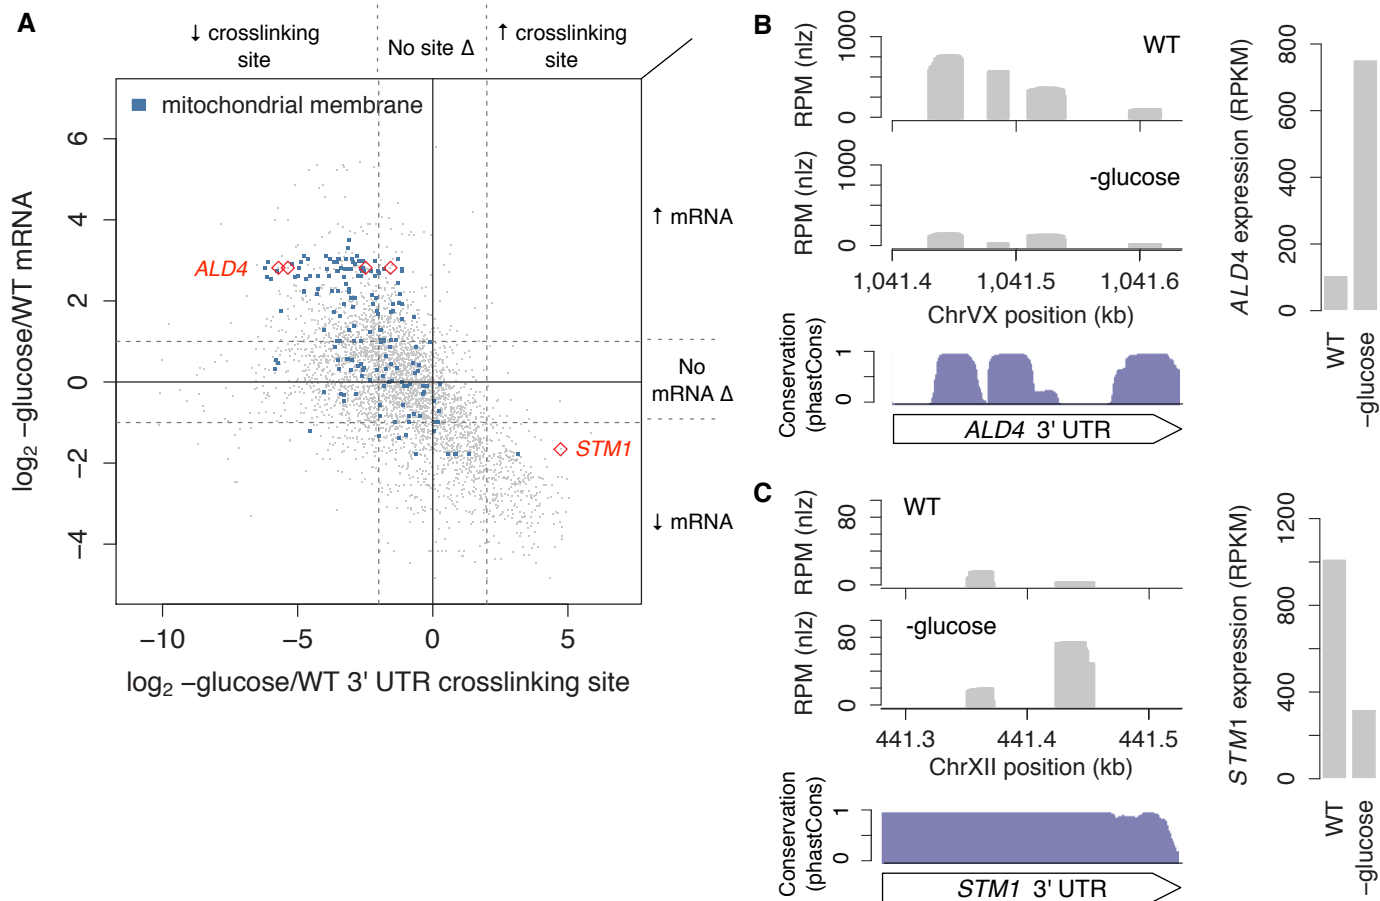 A
↓ crosslinking
site
No site Δ
↑ crosslinking
site
mitochondrial membrane
6
4
2
0
−2
−4
log2 −glucose/WT mRNA
ALD4
STM1
↑ mRNA
No
mRNA Δ
↓ mRNA
−10
−5
0
5
log2 −glucose/WT 3' UTR crosslinking site
B
RPM (nlz)
1000
0
WT
RPM (nlz)
1000
0
-glucose
1,041.4
1,041.5
1,041.6
ChrVX position (kb)
Conservation
(phastCons)
1
0
ALD4 3' UTR
ALD4 expression (RPKM)
800
600
400
200
0
WT
−glucose
C
RPM (nlz)
80
0
WT
RPM (nlz)
80
0
-glucose
441.3
441.4
441.5
ChrXII position (kb)
Conservation
(phastCons)
1
0
STM1 3' UTR
STM1 expression (RPKM)
1200
800
400
0
WT
−glucose